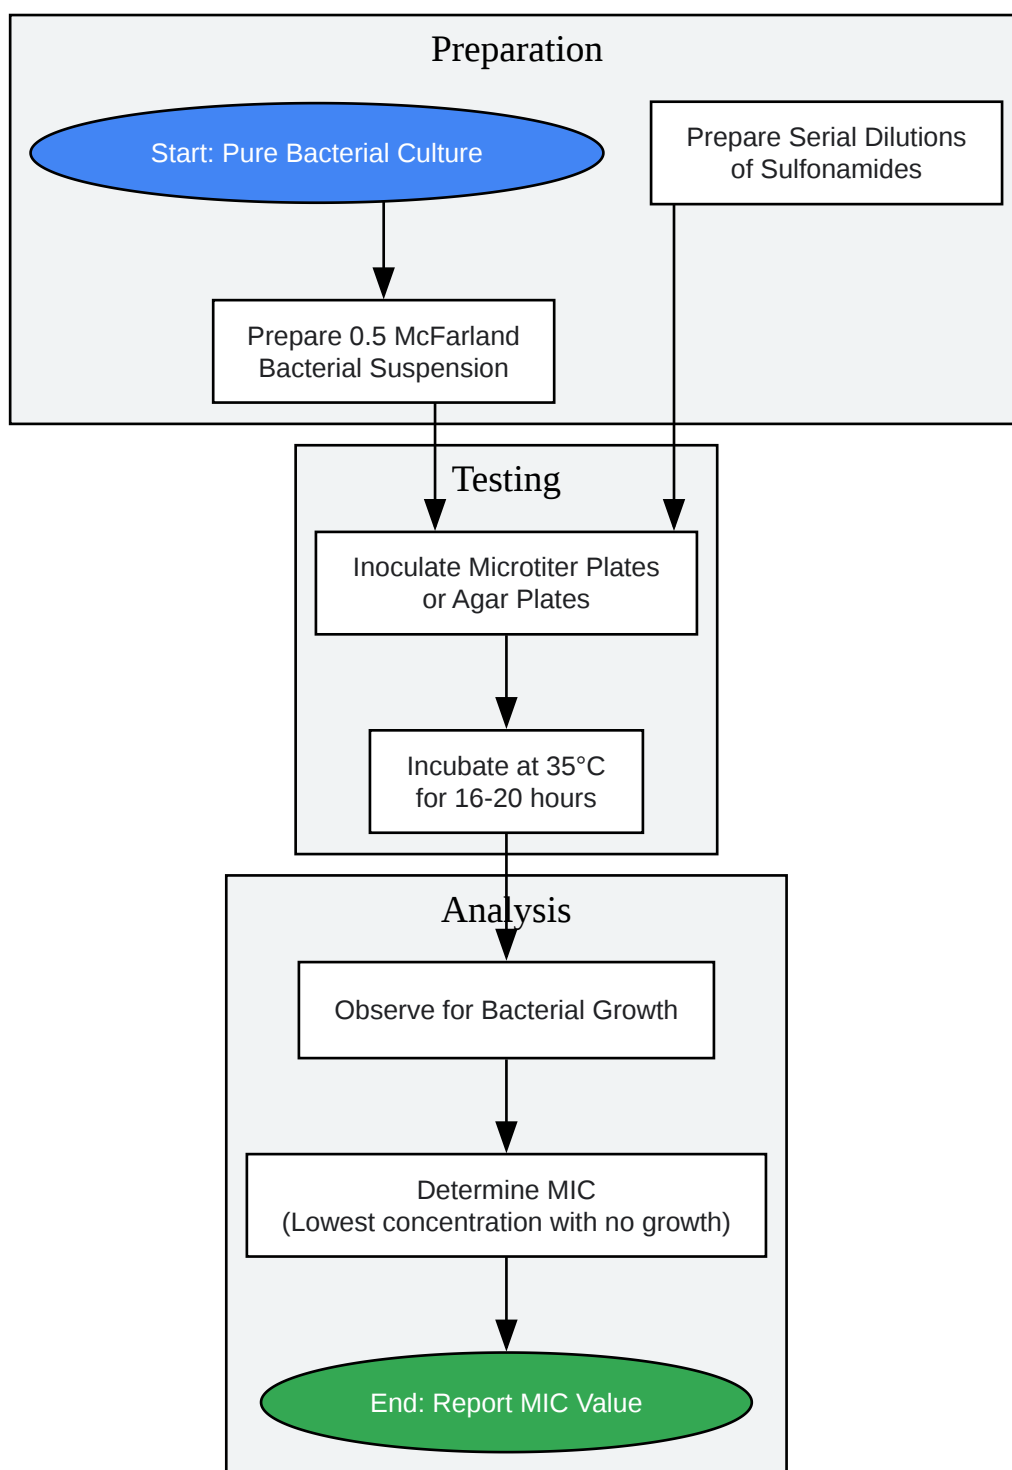 Preparation
Start: Pure Bacterial Culture
Prepare Serial Dilutions
of Sulfonamides
Prepare 0.5 McFarland
Bacterial Suspension
Testing
Inoculate Microtiter Plates
or Agar Plates
Incubate at 35°C
for 16-20 hours
Analysis
Observe for Bacterial Growth
Determine MIC
(Lowest concentration with no growth)
End: Report MIC Value